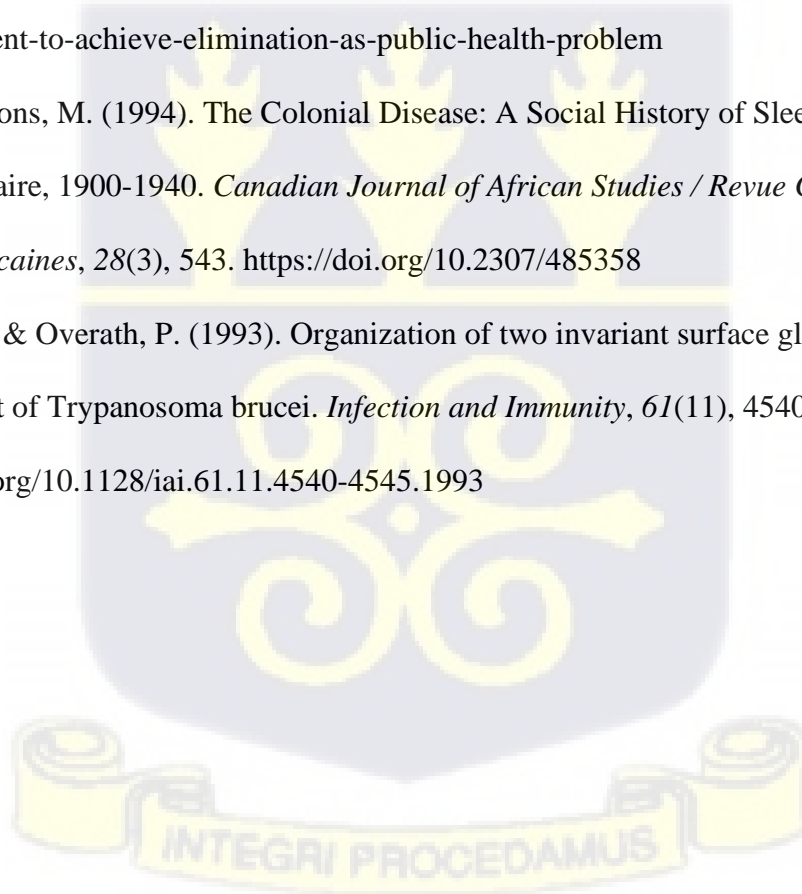 ent-to-achieve-elimination-as-public-health-problem
ons, M. (1994). The Colonial Disease: A Social History of Slee
aire, 1900-1940. Canadian Journal of African Studies / Revue C
caines, 28(3), 543. https://doi.org/10.2307/485358
& Overath, P. (1993). Organization of two invariant surface gl
t of Trypanosoma brucei. Infection and Immunity, 61(11), 4540
org/10.1128/iai.61.11.4540-4545.1993
INTEGRI PROCEDAMUS